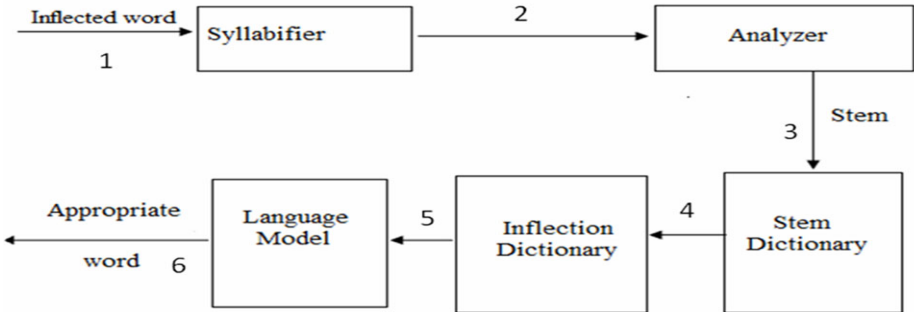 Inflected word
1
Syllabifier
2
Analyzer
3
Stem
Stem
Dictionary
4
Inflection
Dictionary
5
Language
Model
Appropriate
word
6